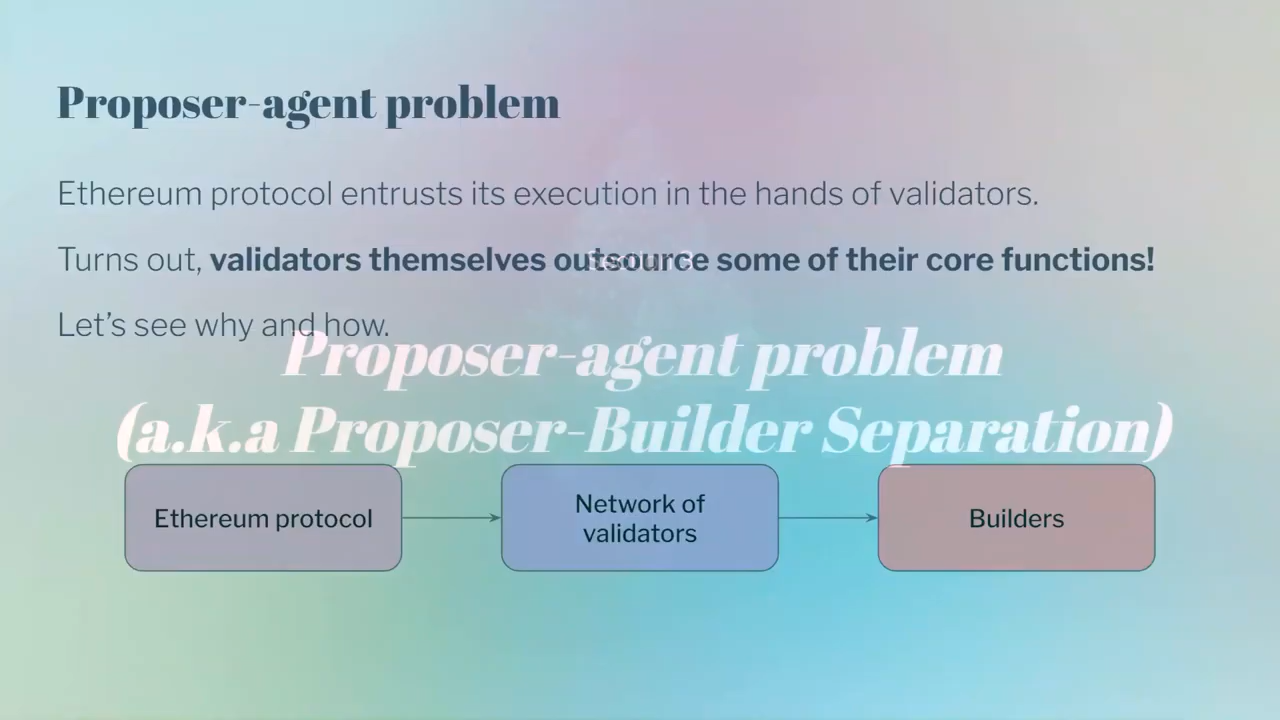 Proposer-agent problem
Ethereum protocol entrusts its execution in the hands of validators.
Turns out, validators themselves outsource some of their core functions!
Section 3
Let’s see why and how.
Proposer-agent problem
(a.k.a Proposer-Builder Separation)
Ethereum protocol
Network of
validators
Builders